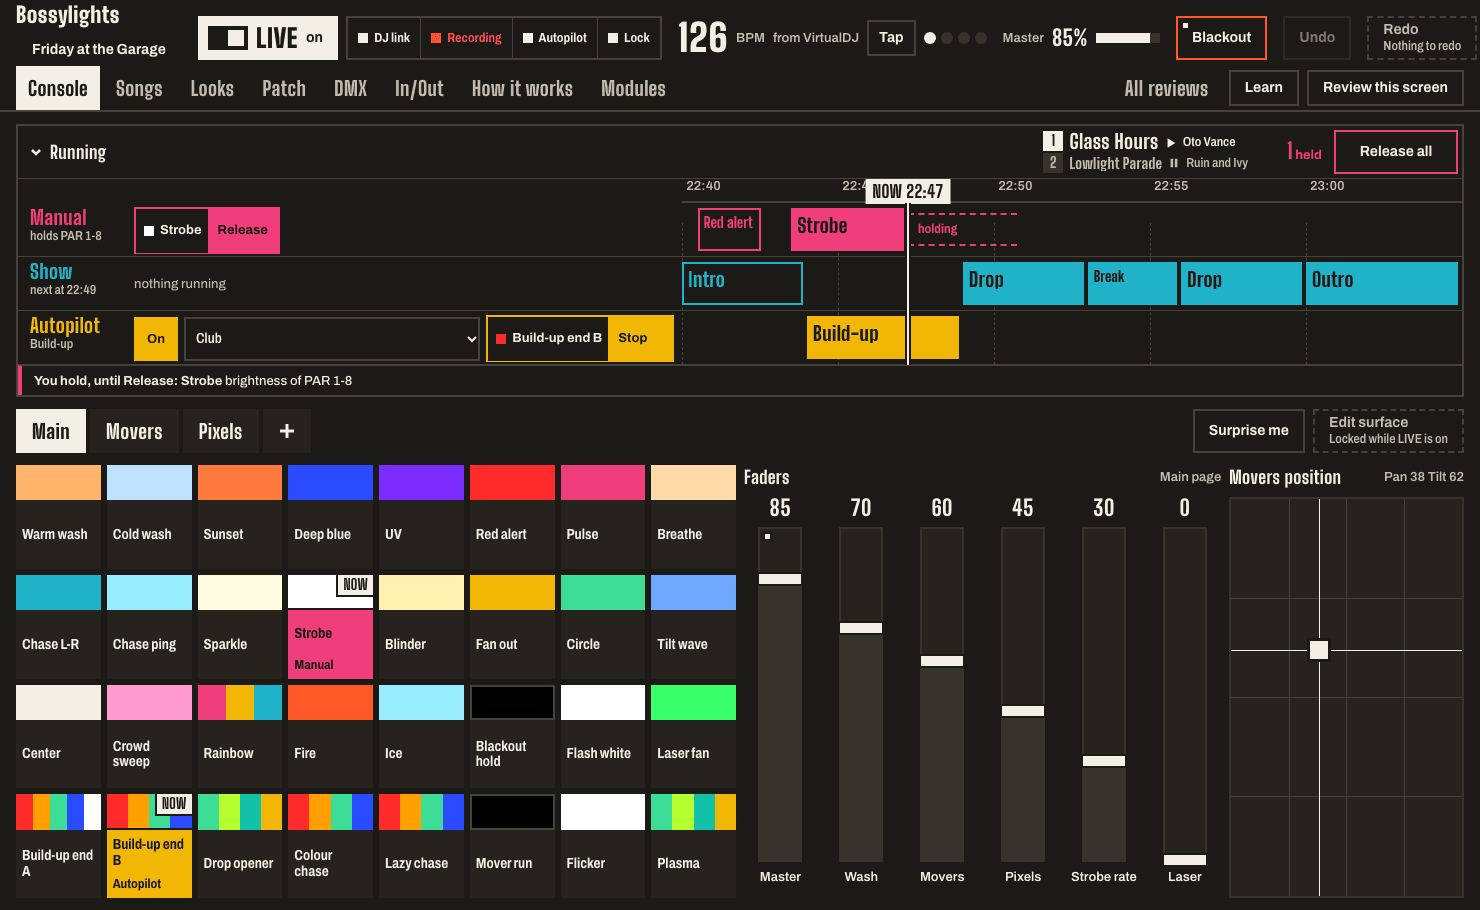 Bossylights
Friday at the Garage
LIVE on
DJ link
Recording
Autopilot
Lock
126 BPM from VirtualDJ
Tap
Master 85%
Blackout
Undo
Redo
Nothing to redo
Console
Songs
Looks
Patch
DMX
In/Out
How it works
Modules
All reviews
Learn
Review this screen
Running
1 Glass Hours Oto Vance
2 Lowlight Parade Ruin and Ivy
1 held
Release all
22:40
22:4
NOW 22:47
22:50
22:55
23:00
Manual
holds PAR 1-8
Strobe
Release
Red alert
Strobe
holding
Show
next at 22:49
nothing running
Intro
Drop
Break
Drop
Outro
Autopilot
Build-up
On
Club
Build-up end B
Stop
Build-up
You hold, until Release: Strobe brightness of PAR 1-8
Main
Movers
Pixels
+
Surprise me
Edit surface
Locked while LIVE is on
Warm wash
Cold wash
Sunset
Deep blue
UV
Red alert
Pulse
Breathe
Chase L-R
Chase ping
Sparkle
NOW
Strobe
Manual
Blinder
Fan out
Circle
Tilt wave
Center
Crowd
sweep
Rainbow
Fire
Ice
Blackout
hold
Flash white
Laser fan
Build-up end
A
NOW
Build-up end
B
Autopilot
Drop opener
Colour
chase
Lazy chase
Mover run
Flicker
Plasma
Faders
Main page
85
70
60
45
30
0
Master
Wash
Movers
Pixels
Strobe rate
Laser
Movers position
Pan 38 Tilt 62